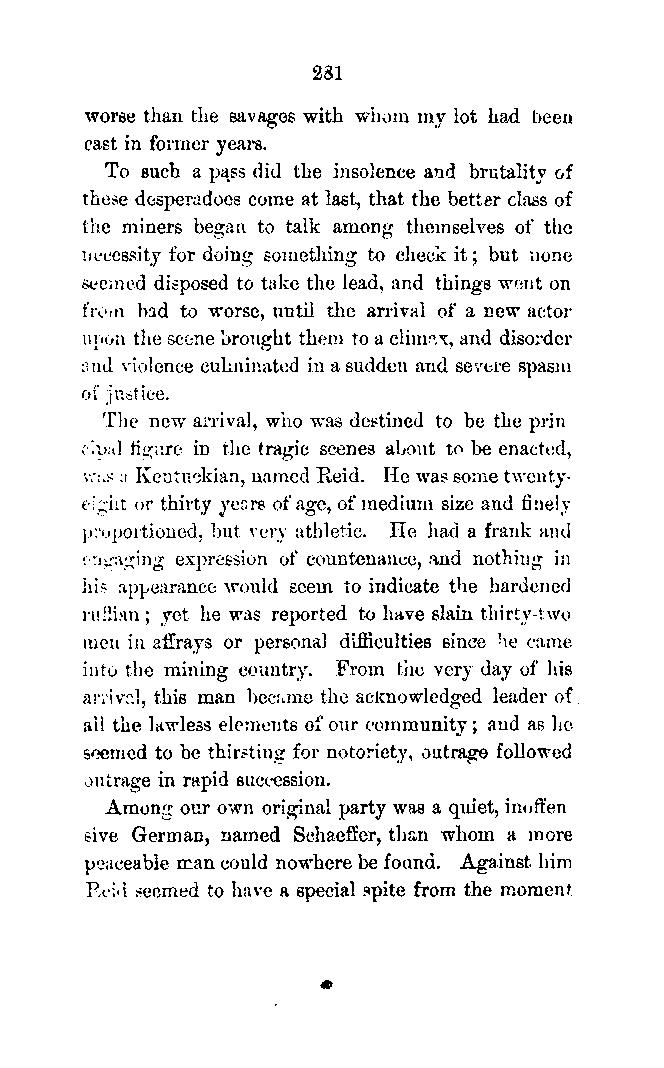 281
worse than the savages with whom my lot had been
cast in former years.
To such a pass did the insolence and brutality of
these desperadoes come at last, that the better class of
the miners began to talk among themselves of the
necessity for doing something to check it; but none
seemed disposed to take the lead, and things went on
from bad to worse, until the arrival of a new actor
upon the scene brought them to a climax, and disorder
and violence culminated in a sudden and severe spasm
of justice.
The new arrival, who was destined to be the prin
cipal figure in the tragic scenes about to be enacted,
was a Kentuckian, named Reid. He was some twenty-
eight or thirty years of age, of medium size and finely
proportioned, but very athletic. He had a frank and
engaging expression of countenance, and nothing in
his appearance would seem to indicate the hardened
ruffian; yet he was reported to have slain thirty-two
men in affrays or personal difficulties since he came
into the mining country. From the very day of his
arrival, this man became the acknowledged leader of
all the lawless elements of our community; and as he
seemed to be thirsting for notoriety, outrage followed
outrage in rapid succession.
Among our own original party was a quiet, inoffen
sive German, named Schaeffer, than whom a more
peaceable man could nowhere be found. Against him
Reid seemed to have a special spite from the moment